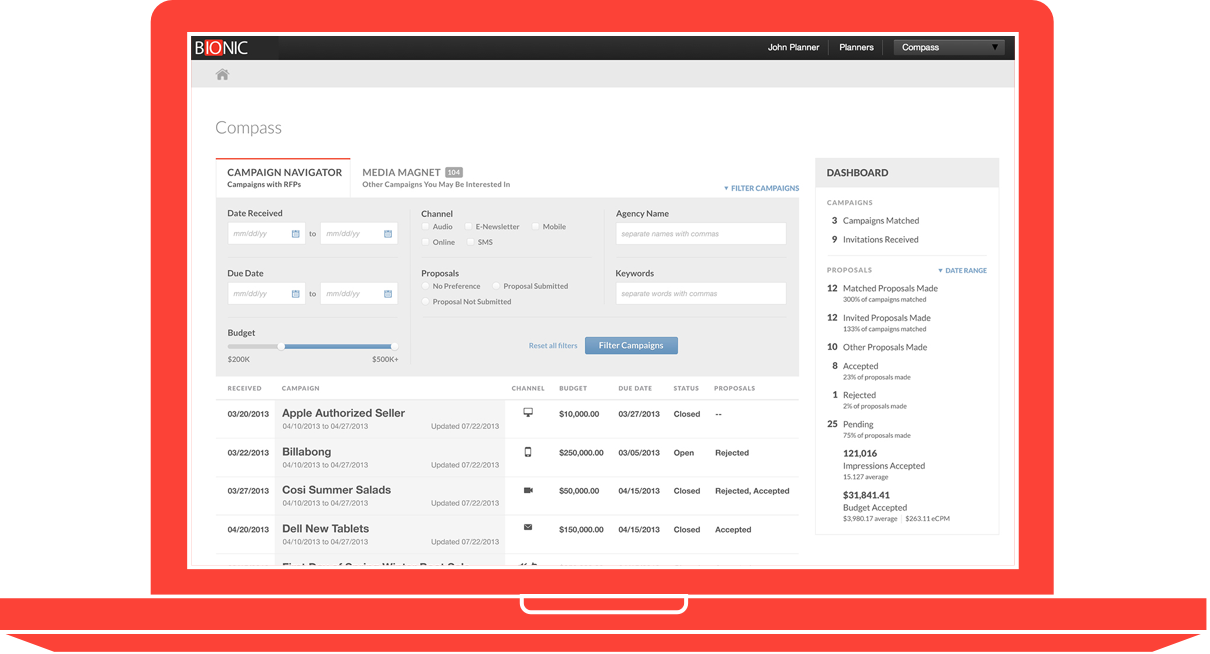 BIONIC
John Planner
Planners
Compass
Compass
CAMPAIGN NAVIGATOR
Campaigns with RFPs
MEDIA MAGNET 104
Other Campaigns You May Be Interested In
FILTER CAMPAIGNS
Date Received
mm/dd/yy to mm/dd/yy
Due Date
mm/dd/yy to mm/dd/yy
Budget
$200K $500K+
Channel
Audio E-Newsletter Mobile
Online SMS
Proposals
No Preference Proposal Submitted
Proposal Not Submitted
Agency Name
separate names with commas
Keywords
separate words with commas
Reset all filters Filter Campaigns
RECEIVED CAMPAIGN CHANNEL BUDGET DUE DATE STATUS PROPOSALS
03/20/2013 Apple Authorized Seller $10,000.00 03/27/2013 Closed --
04/10/2013 to 04/27/2013 Updated 07/22/2013
03/22/2013 Billabong $250,000.00 03/05/2013 Open Rejected
04/10/2013 to 04/27/2013 Updated 07/22/2013
03/27/2013 Cosi Summer Salads $50,000.00 04/15/2013 Closed Rejected, Accepted
04/10/2013 to 04/27/2013 Updated 07/22/2013
04/20/2013 Dell New Tablets $150,000.00 04/15/2013 Closed Accepted
04/10/2013 to 04/27/2013 Updated 07/22/2013
DASHBOARD
CAMPAIGNS
3 Campaigns Matched
9 Invitations Received
PROPOSALS DATE RANGE
12 Matched Proposals Made
300% of campaigns matched
12 Invited Proposals Made
133% of campaigns matched
10 Other Proposals Made
8 Accepted
23% of proposals made
1 Rejected
2% of proposals made
25 Pending
75% of proposals made
121,016
Impressions Accepted
15.127 average
$31,841.41
Budget Accepted
$3,980.17 average | $263.11 eCPM